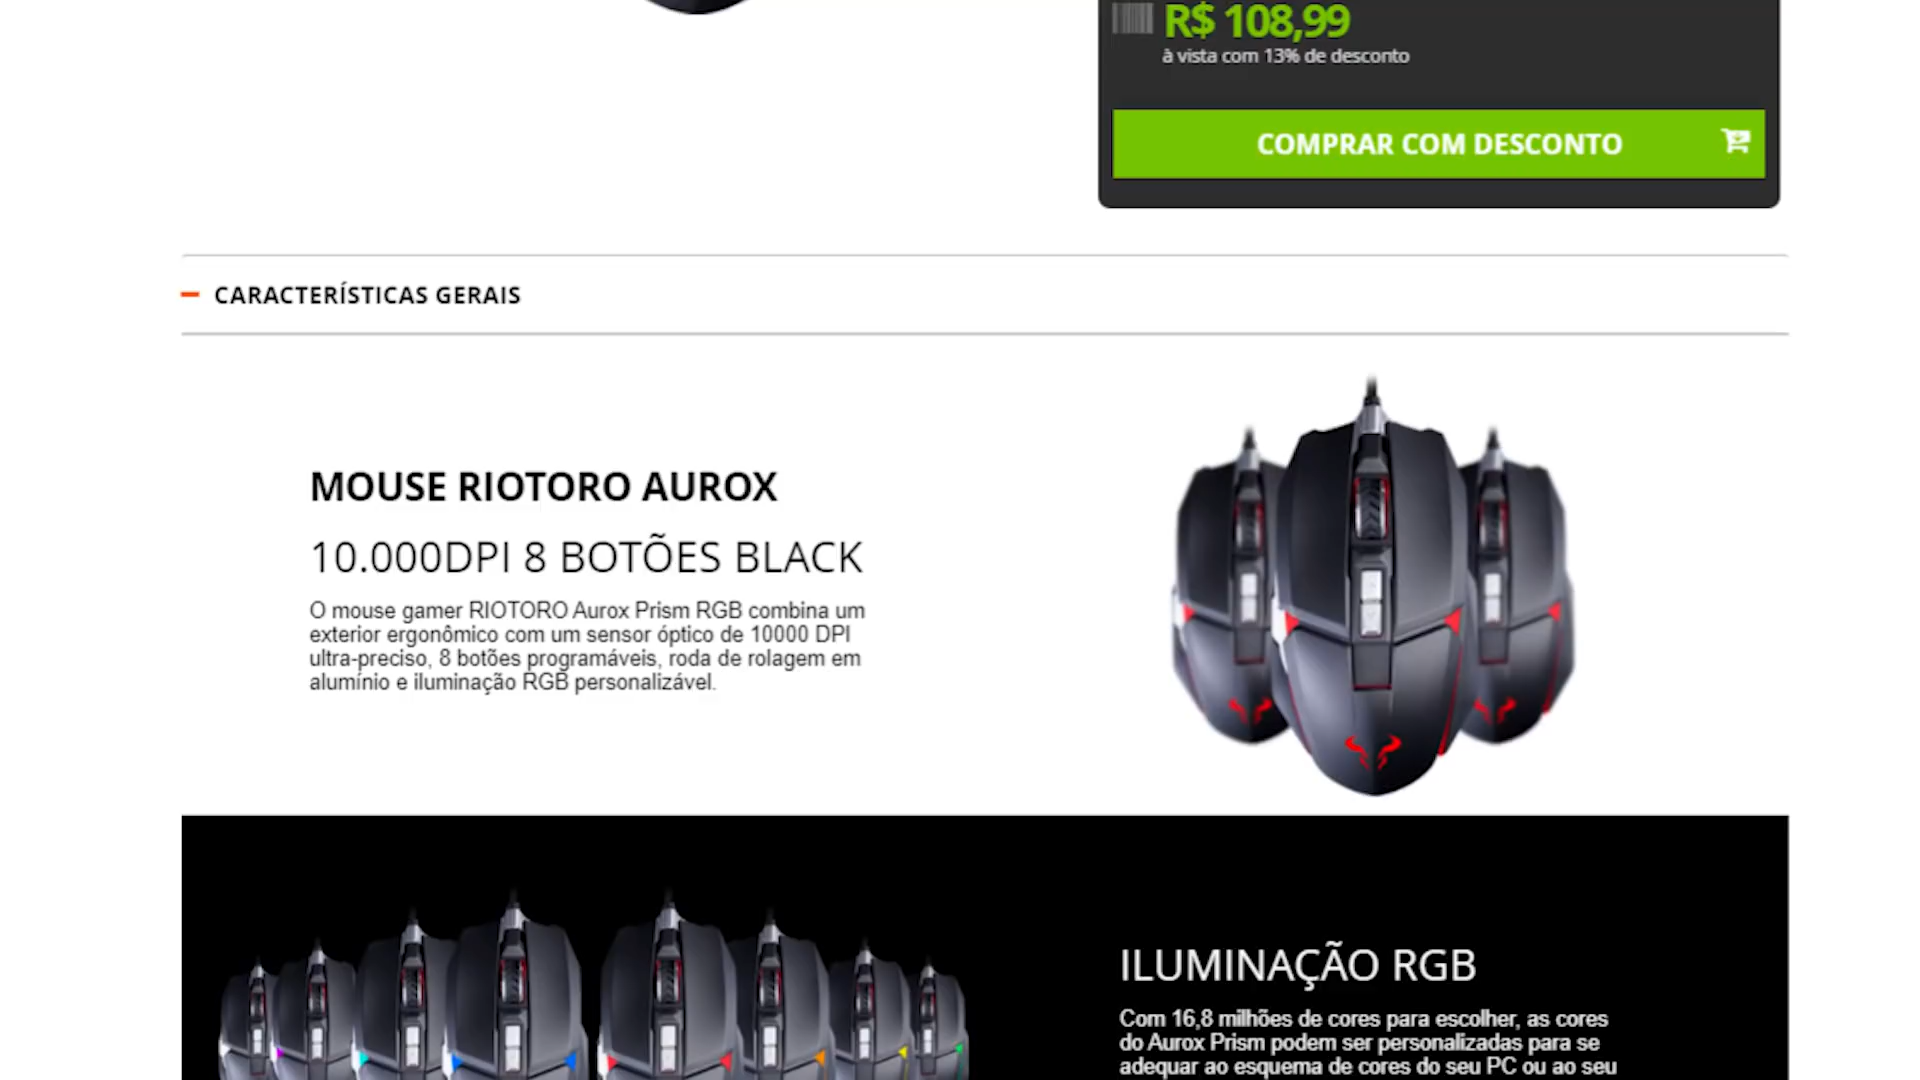 R$ 108,99
à vista com 13% de desconto
COMPRAR COM DESCONTO
CARACTERÍSTICAS GERAIS
MOUSE RIOTORO AUROX
10.000DPI 8 BOTÕES BLACK
O mouse gamer RIOTORO Aurox Prism RGB combina um
exterior ergonômico com um sensor óptico de 10000 DPI
ultra-preciso, 8 botões programáveis, roda de rolagem em
alumínio e iluminação RGB personalizável.
ILUMINAÇÃO RGB
Com 16,8 milhões de cores para escolher, as cores
do Aurox Prism podem ser personalizadas para se
adequar ao esquema de cores do seu PC ou ao seu